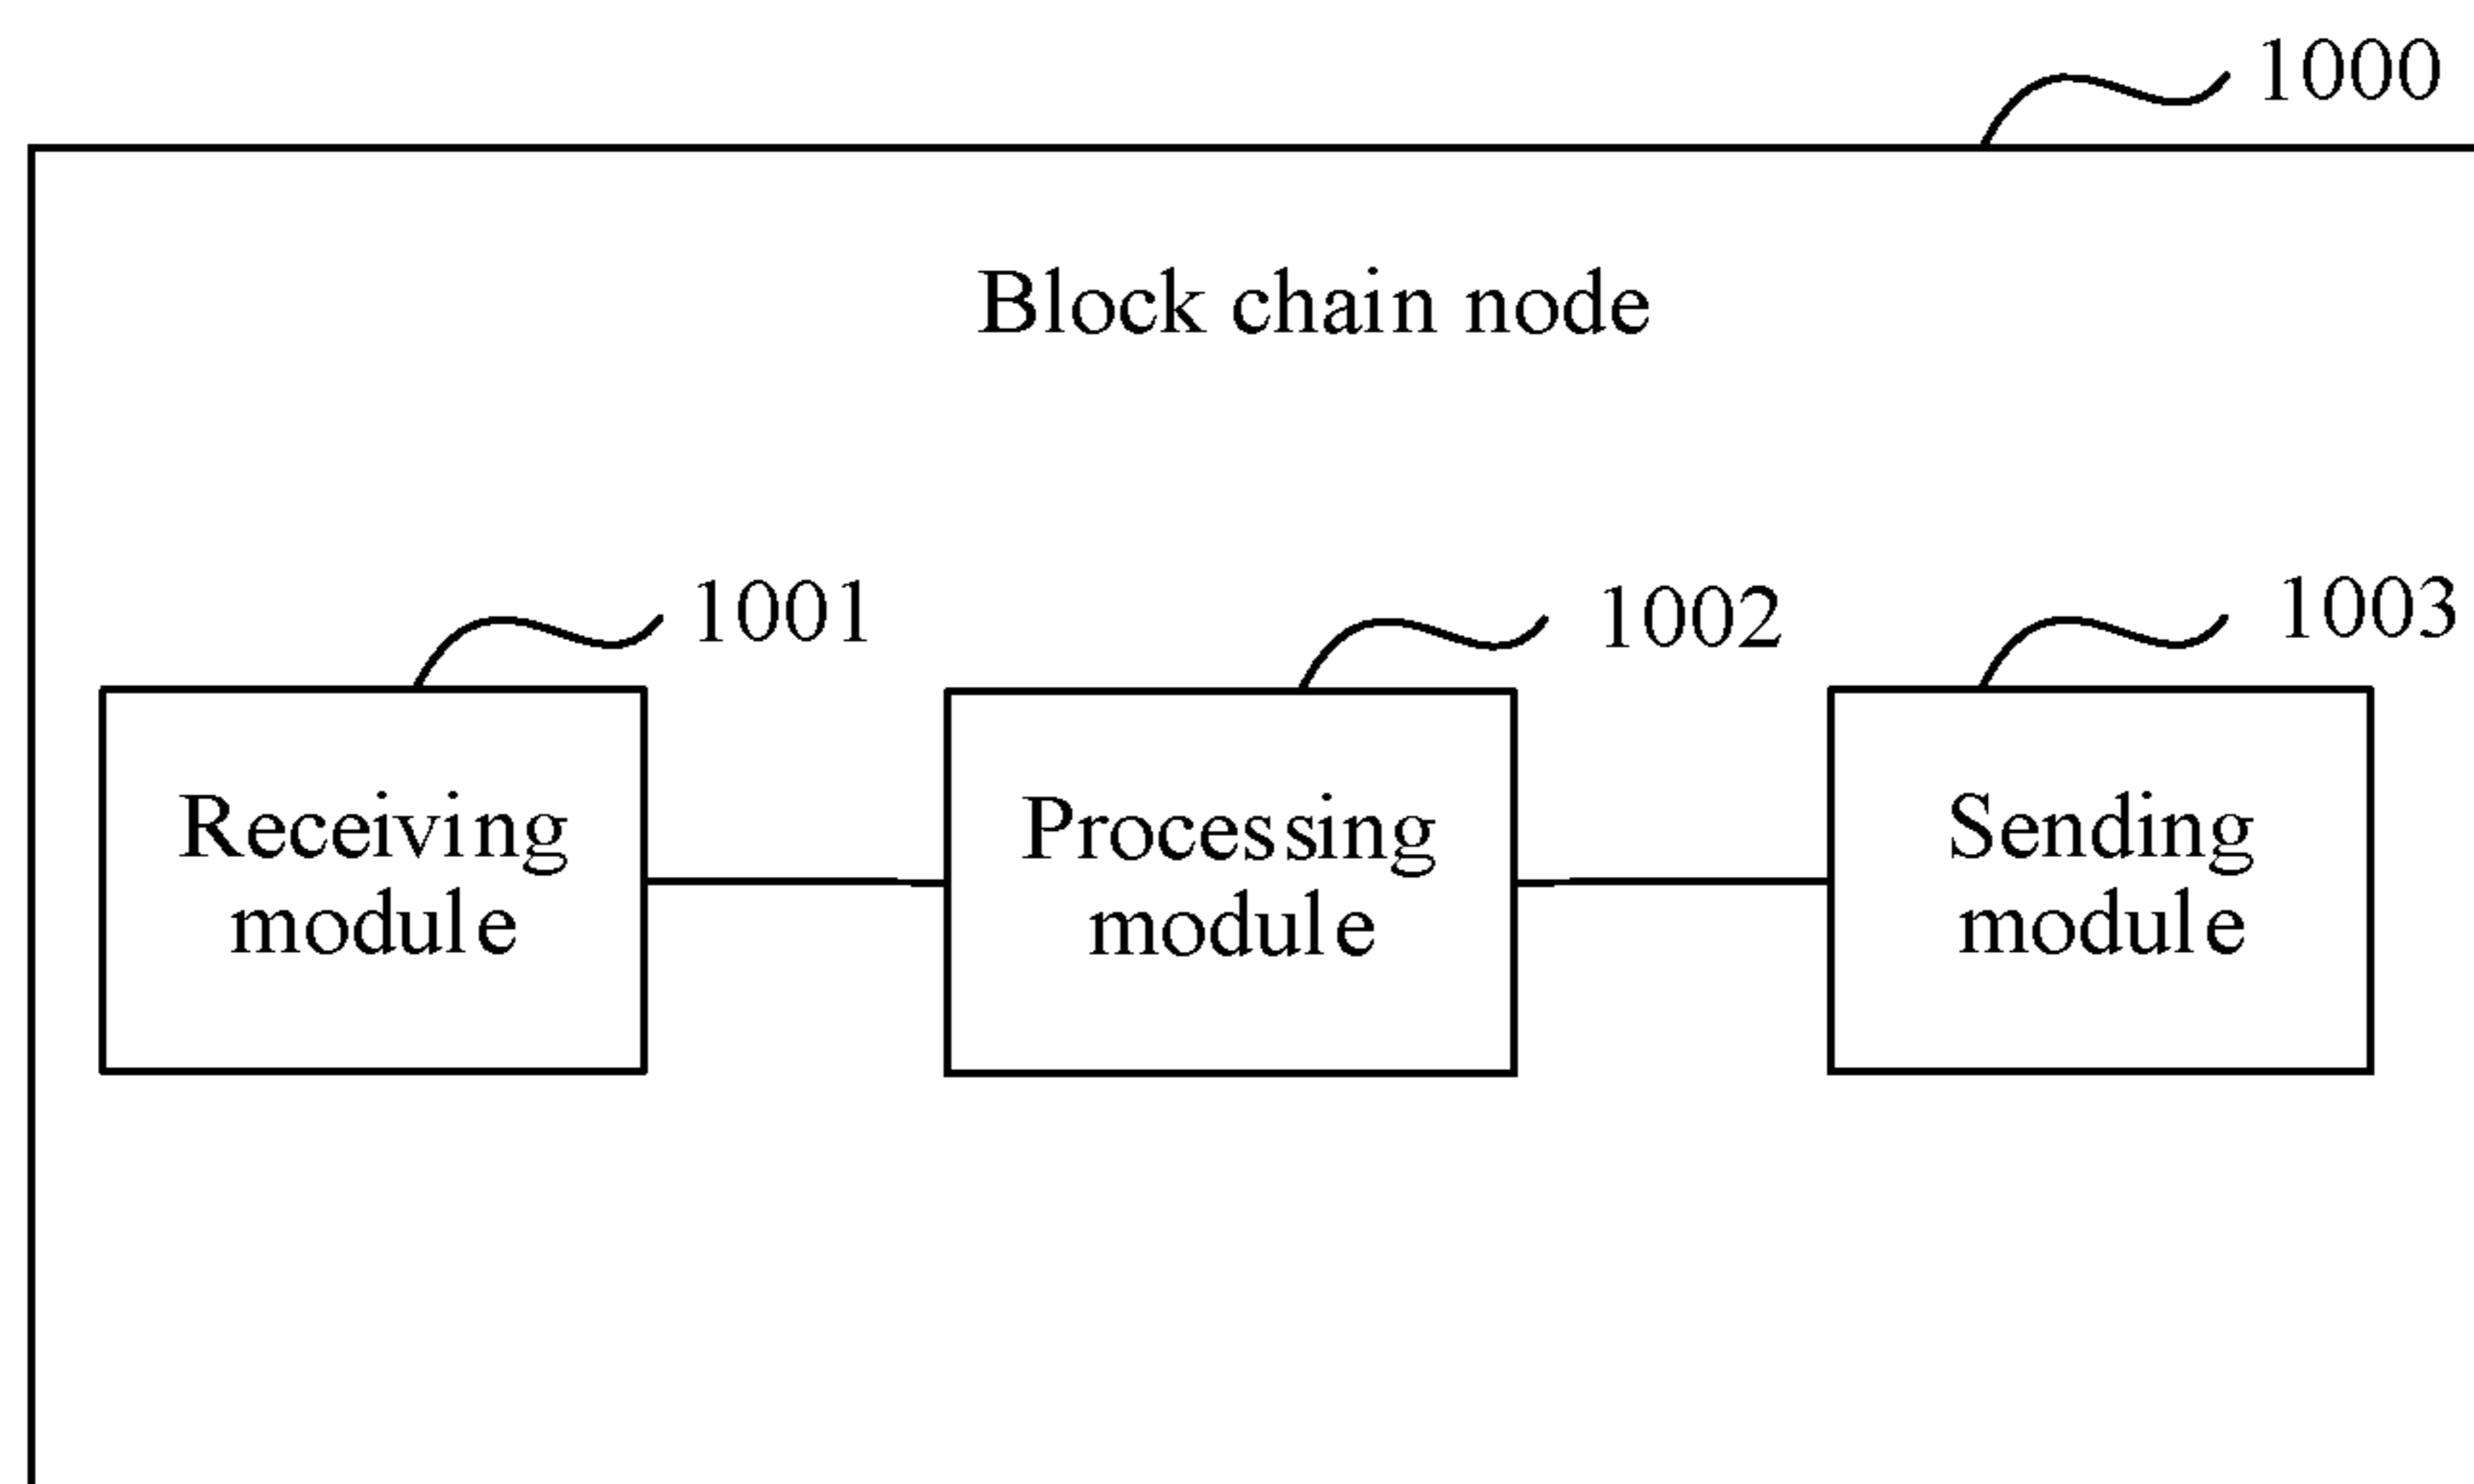 1000
Block chain node
1001
1002
1003
Receiving
module
Processing
module
Sending
module